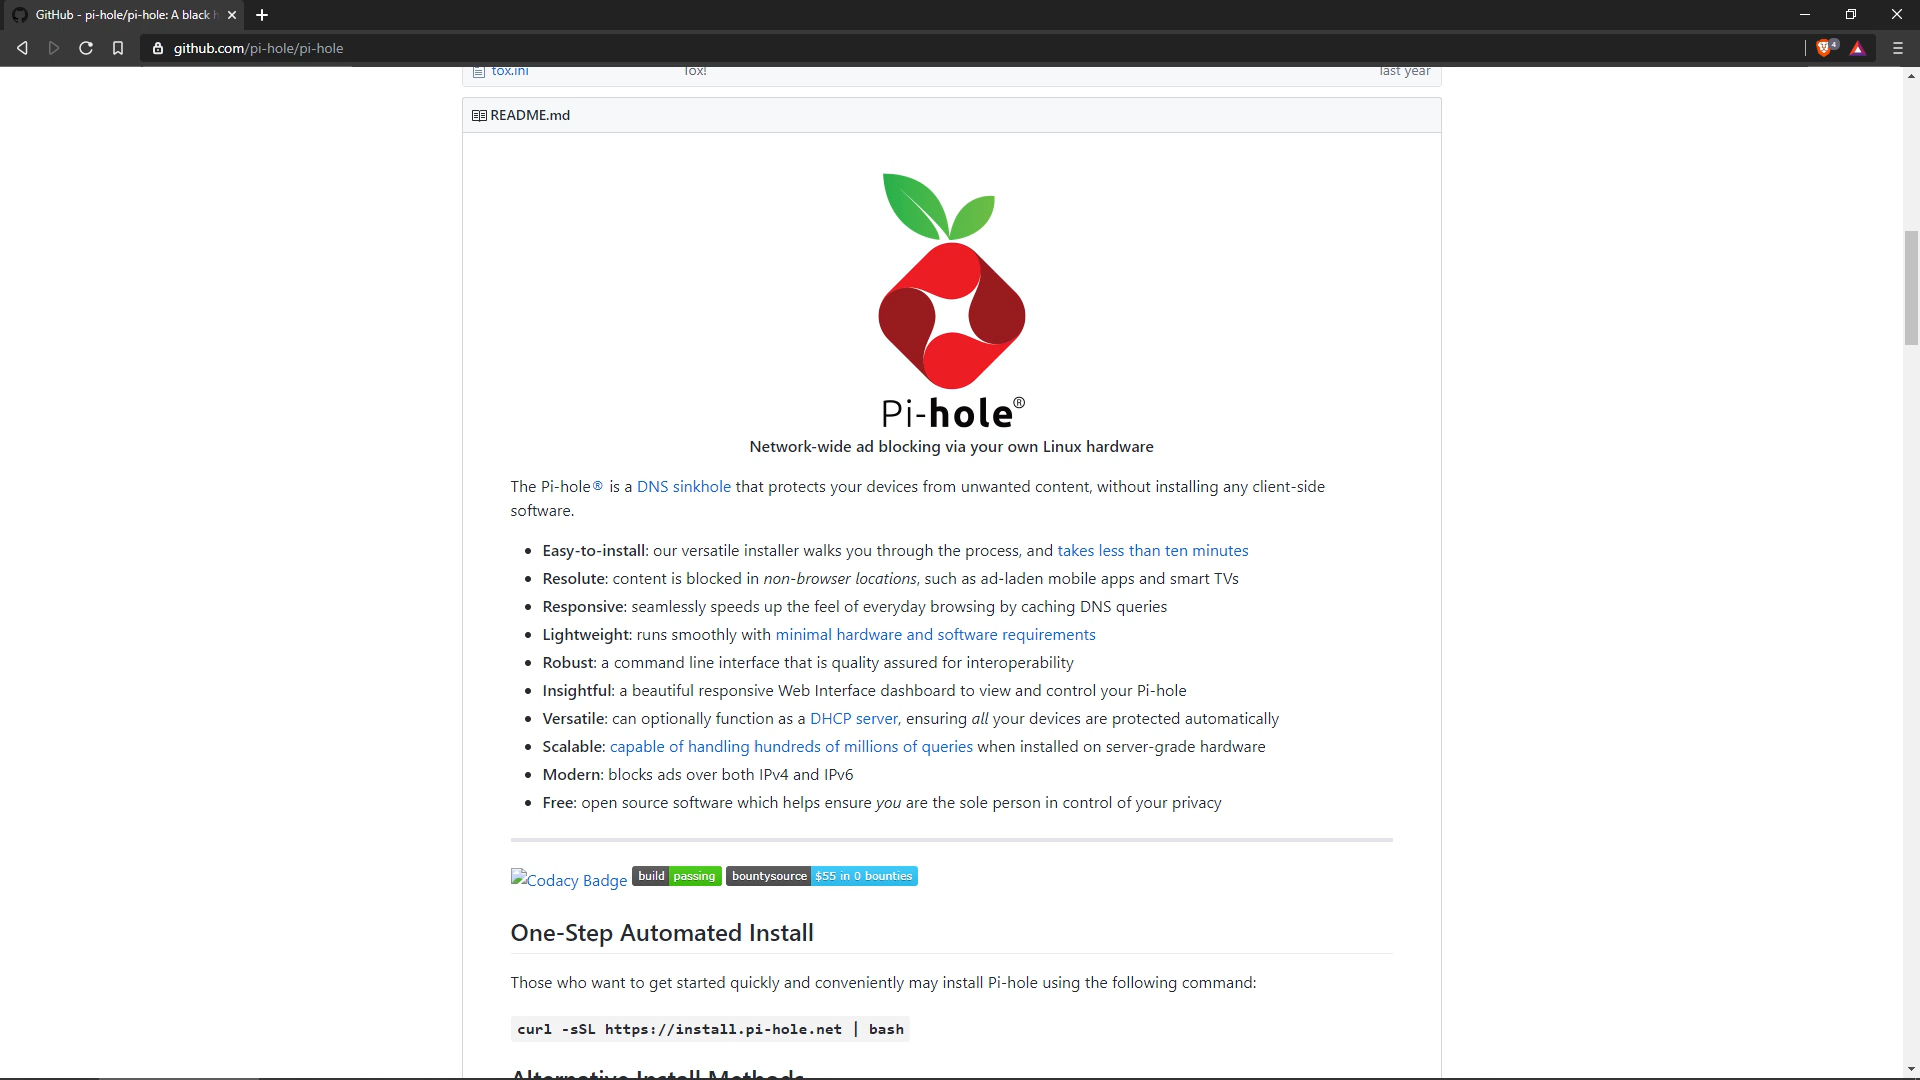 GitHub - pi-hole/pi-hole: A black h
github.com/pi-hole/pi-hole
4
tox.ini Tox! last year
README.md
Pi-hole®
Network-wide ad blocking via your own Linux hardware
The Pi-hole® is a DNS sinkhole that protects your devices from unwanted content, without installing any client-side
software.
• Easy-to-install: our versatile installer walks you through the process, and takes less than ten minutes
• Resolute: content is blocked in non-browser locations, such as ad-laden mobile apps and smart TVs
• Responsive: seamlessly speeds up the feel of everyday browsing by caching DNS queries
• Lightweight: runs smoothly with minimal hardware and software requirements
• Robust: a command line interface that is quality assured for interoperability
• Insightful: a beautiful responsive Web Interface dashboard to view and control your Pi-hole
• Versatile: can optionally function as a DHCP server, ensuring all your devices are protected automatically
• Scalable: capable of handling hundreds of millions of queries when installed on server-grade hardware
• Modern: blocks ads over both IPv4 and IPv6
• Free: open source software which helps ensure you are the sole person in control of your privacy
Codacy Badge build passing bountysource $55 in 0 bounties
One-Step Automated Install
Those who want to get started quickly and conveniently may install Pi-hole using the following command:
curl -sSL https://install.pi-hole.net | bash
Alternative Install Methods